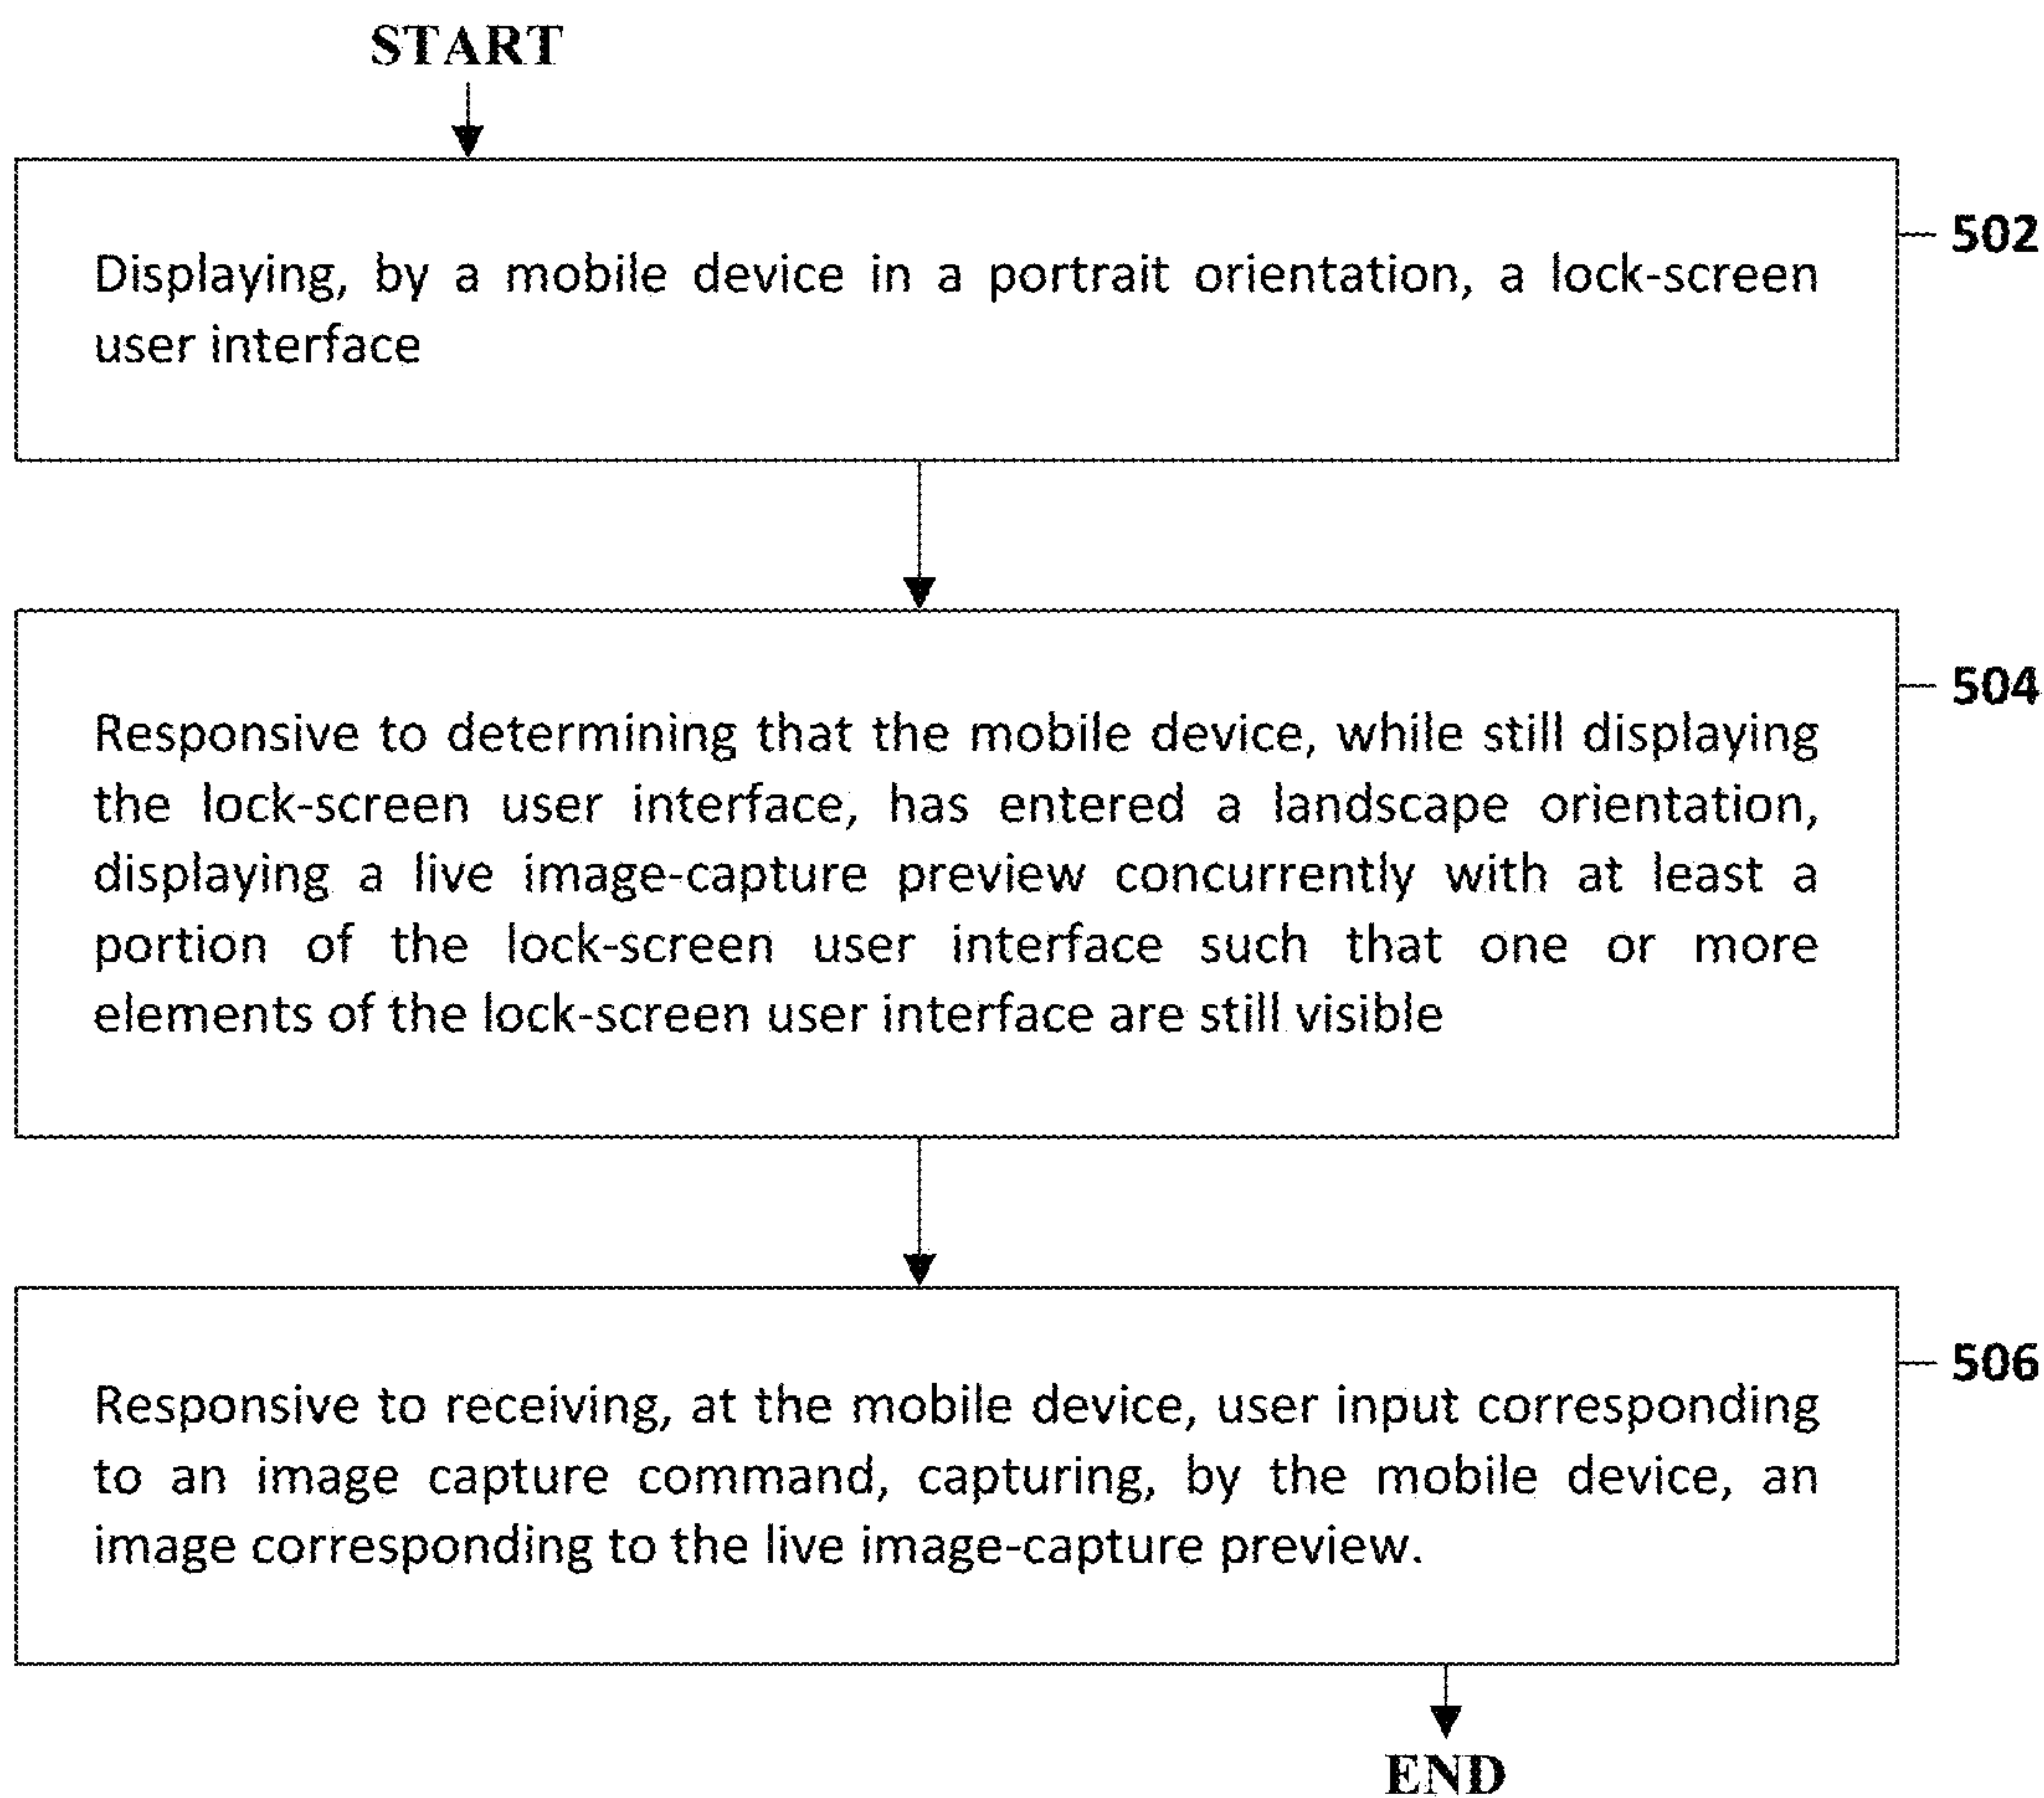 START
502
Displaying, by a mobile device in a portrait orientation, a lock-screen
user interface
504
Responsive to determining that the mobile device, while still displaying
the lock-screen user interface, has entered a landscape orientation,
displaying a live image-capture preview concurrently with at least a
portion of the lock-screen user interface such that one or more
elements of the lock-screen user interface are still visible
506
Responsive to receiving, at the mobile device, user input corresponding
to an image capture command, capturing, by the mobile device, an
image corresponding to the live image-capture preview.
END